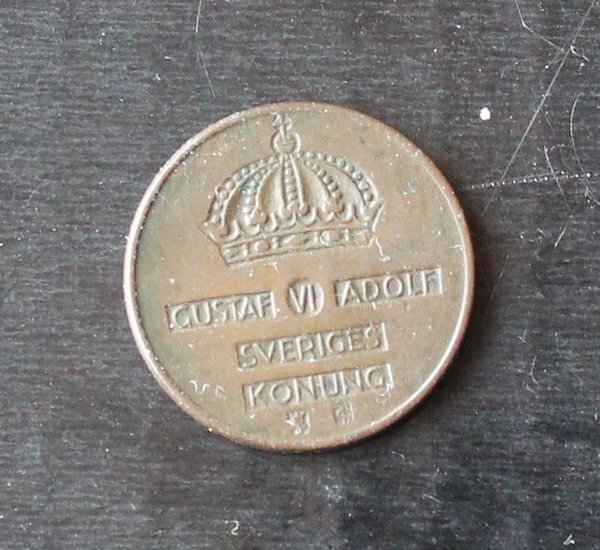 GUSTAF VI ADOLF
SVERIGES
KONUNG